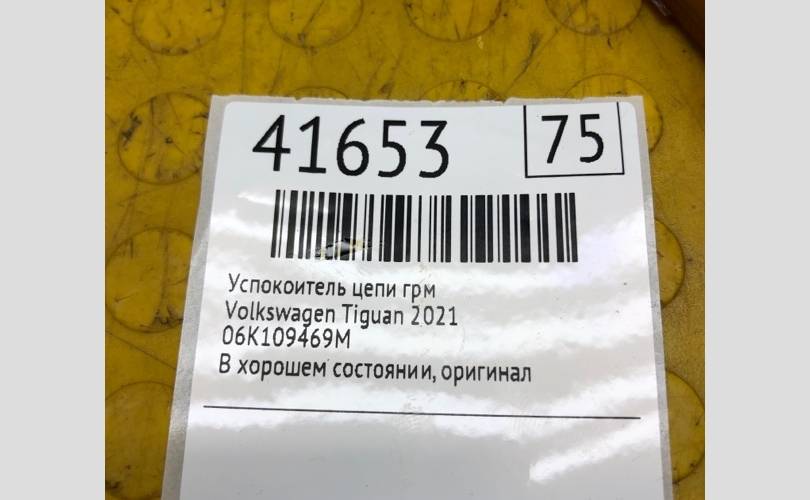 41653
75
Успокоитель цепи грм
Volkswagen Tiguan 2021
06K109469M
В хорошем состоянии, оригинал